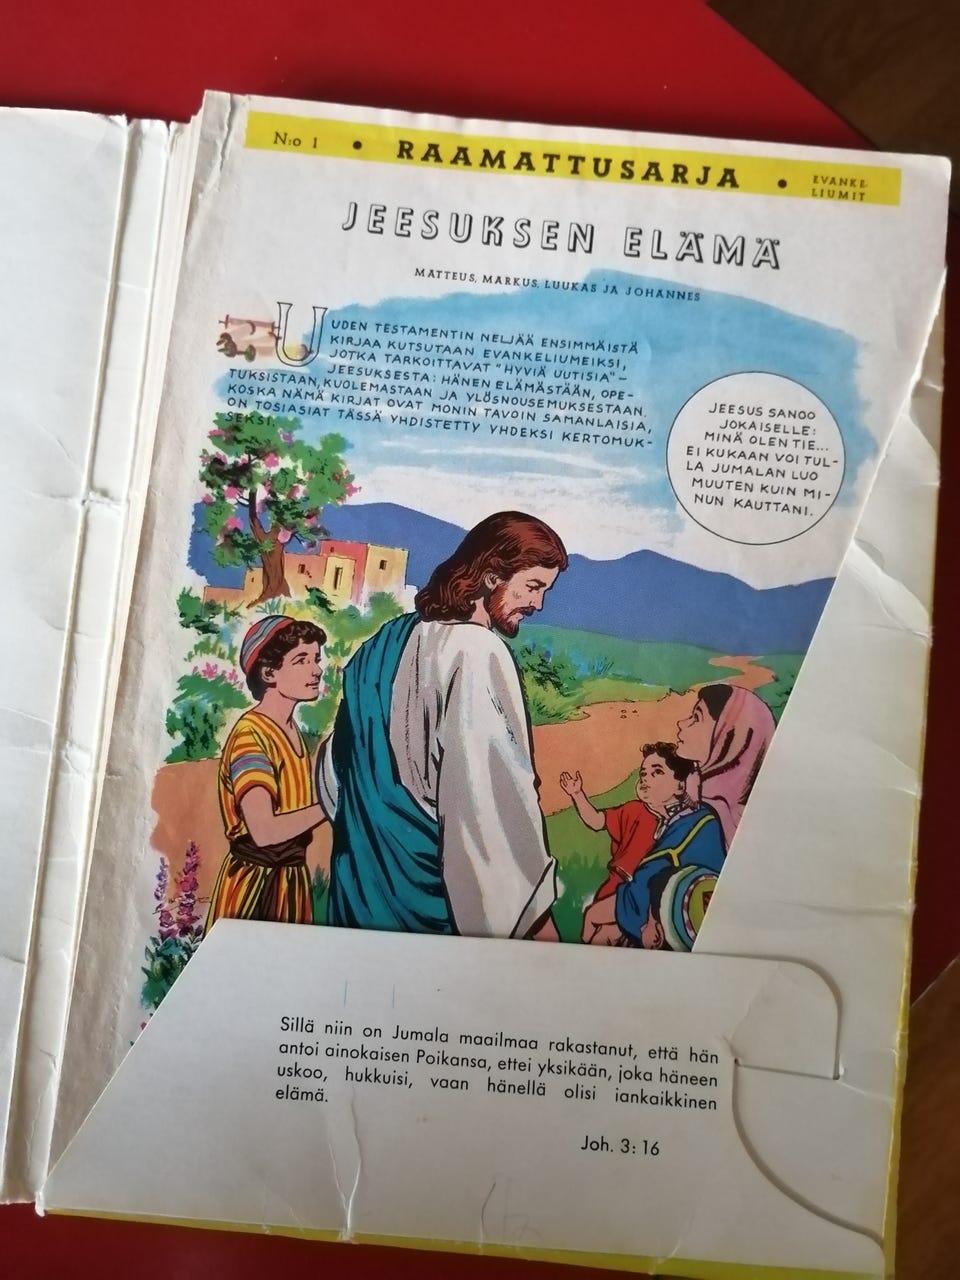 N:o 1 • RAAMATTUSARJA • EVANKE-
LIUMIT
JEESUKSEN ELÄMÄ
MATTEUS, MARKUS, LUUKAS JA JOHANNES
UUDEN TESTAMENTIN NELJÄÄ ENSIMMÄISTÄ
KIRJAA KUTSUTAAN EVANKELIUMEIKSI,
JOTKA TARKOITTAVAT "HYVIÄ UUTISIA" –
JEESUKSESTA: HÄNEN ELÄMÄSTÄÄN, OPE-
TUKSISTAAN, KUOLEMASTAAN JA YLÖSNOUSEMUKSESTAAN.
KOSKA NÄMÄ KIRJAT OVAT MONIN TAVOIN SAMANLAISIA,
ON TOSIASIAT TÄSSÄ YHDISTETTY YHDEKSI KERTOMUK-
SEKSI.
JEESUS SANOO
JOKAISELLE:
MINÄ OLEN TIE...
EI KUKAAN VOI TUL-
LA JUMALAN LUO
MUUTEN KUIN MI-
NUN KAUTTANI.
Sillä niin on Jumala maailmaa rakastanut, että hän
antoi ainokaisen Poikansa, ettei yksikään, joka häneen
uskoo, hukkuisi, vaan hänellä olisi iankaikkinen
elämä.
Joh. 3: 16